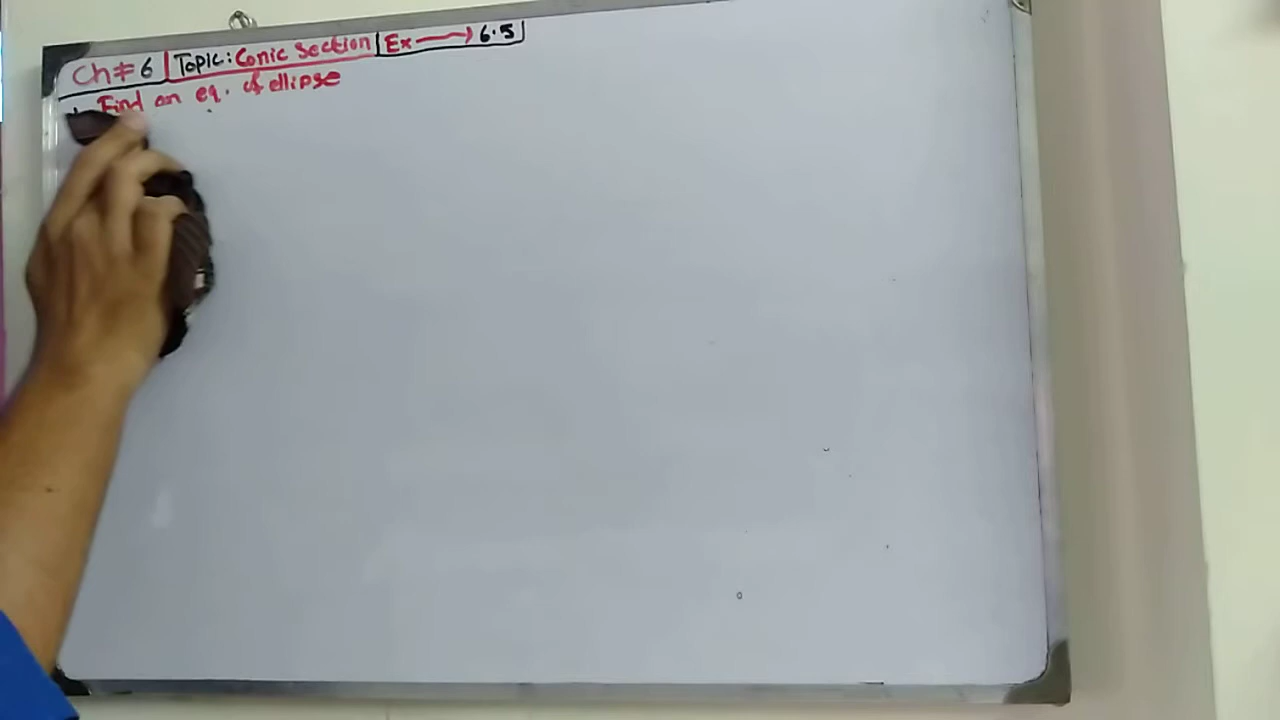 Ch # 6 | Topic: Conic Section | Ex → 6.5
Find an eq. of ellipse